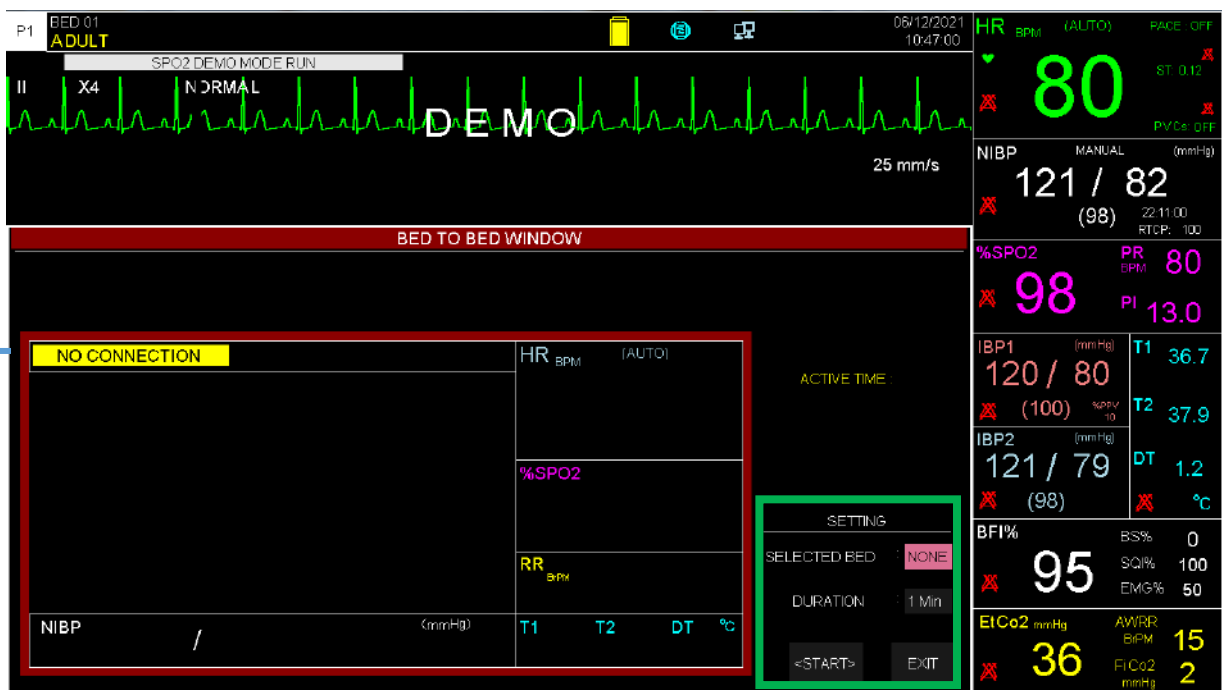 P1 BED 01 06/12/2021
ADULT 10:47:00
SPO2 DEMO MODE RUN
II X4 NORMAL
DEMO
25 mm/s
HR BPM (AUTO) PACE : OFF
80 ST: 0.12
PVCs: OFF
NIBP MANUAL (mmHg)
121 / 82
(98) 22:11:00
RTCP: 100
%SPO2 PR BPM 80
98 PI 13.0
IBP1 (mmHg)
120 / 80
(100) %PPV 10
T1 36.7
T2 37.9
IBP2 (mmHg)
121 / 79
(98)
DT 1.2
°C
BFI% BS% 0
95 SQI% 100
EMG% 50
EtCo2 mmHg AWRR BrPM 15
36 FiCo2 mmHg 2
BED TO BED WINDOW
NO CONNECTION
HR BPM (AUTO)
%SPO2
RR BrPM
NIBP / (mmHg)
T1 T2 DT °C
ACTIVE TIME :
SETTING
SELECTED BED : NONE
DURATION : 1 Min
<START> EXIT